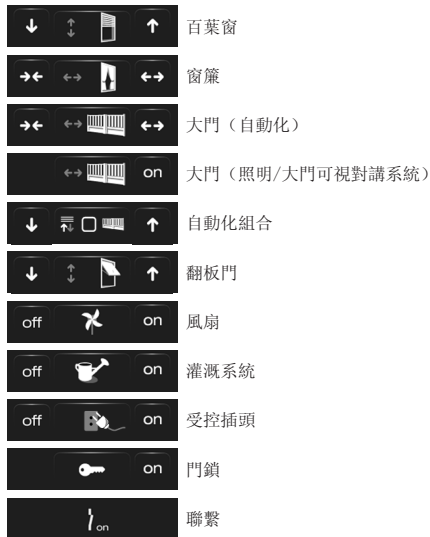 百葉窗
窗簾
大門（自動化）
on 大門（照明/大門可視對講系統）
自動化組合
翻板門
off on 風扇
off on 灌溉系統
off on 受控插頭
on 門鎖
on 聯繫